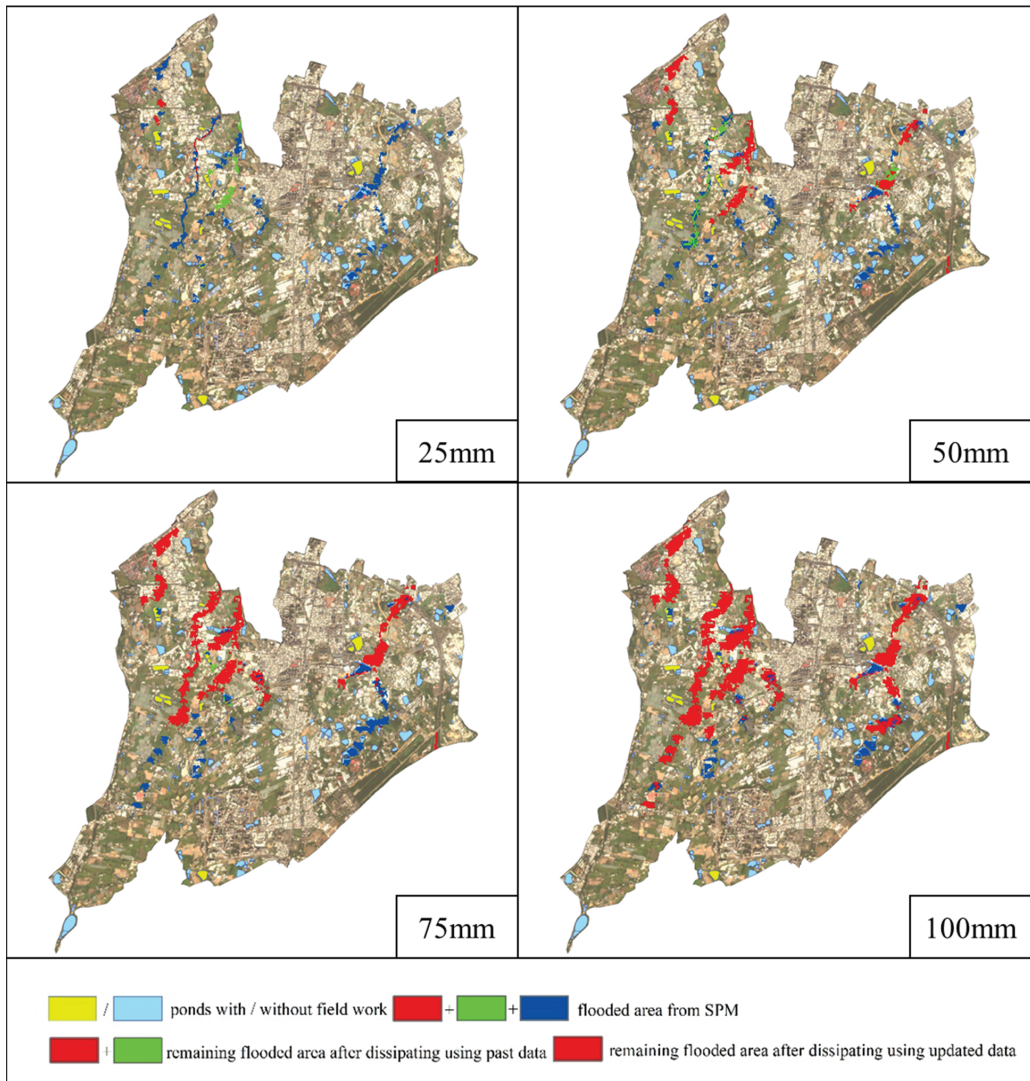 25mm
50mm
75mm
100mm
/ ponds with / without field work + + flooded area from SPM
+ remaining flooded area after dissipating using past data remaining flooded area after dissipating using updated data